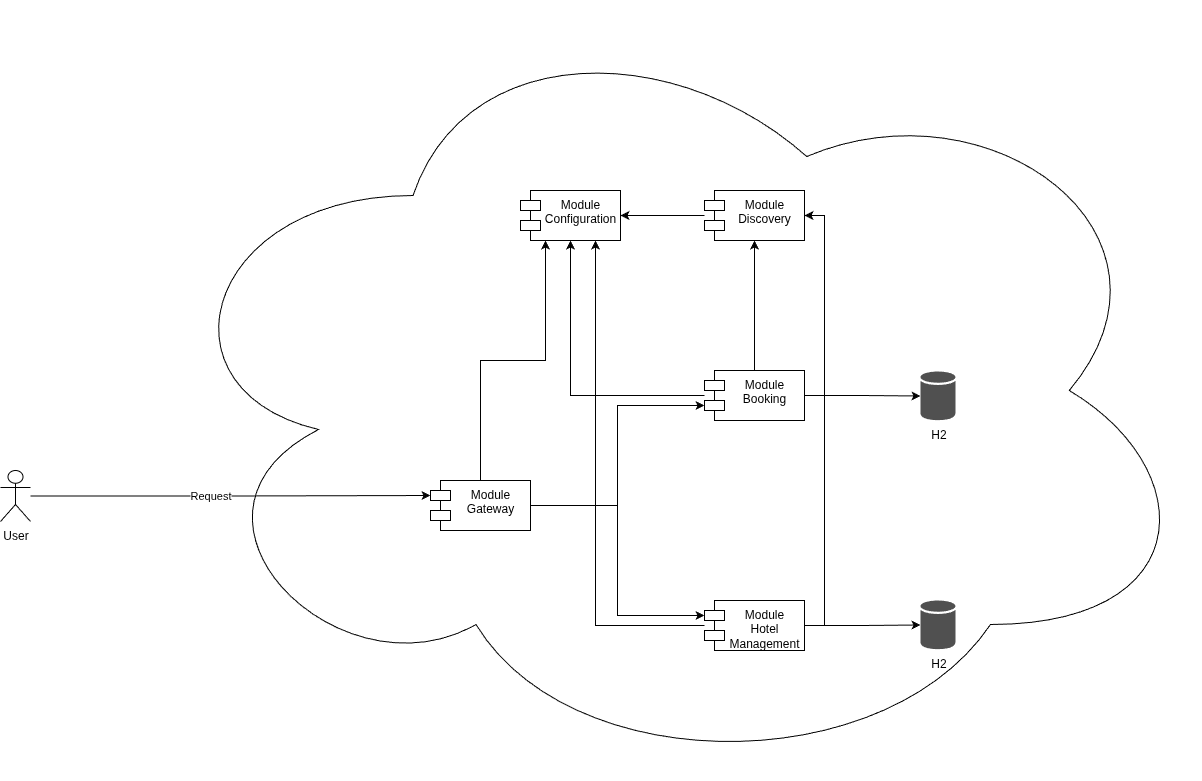 Module
Configuration
Module
Discovery
Module
Booking
H2
Request
Module
Gateway
User
Module
Hotel
Management
H2